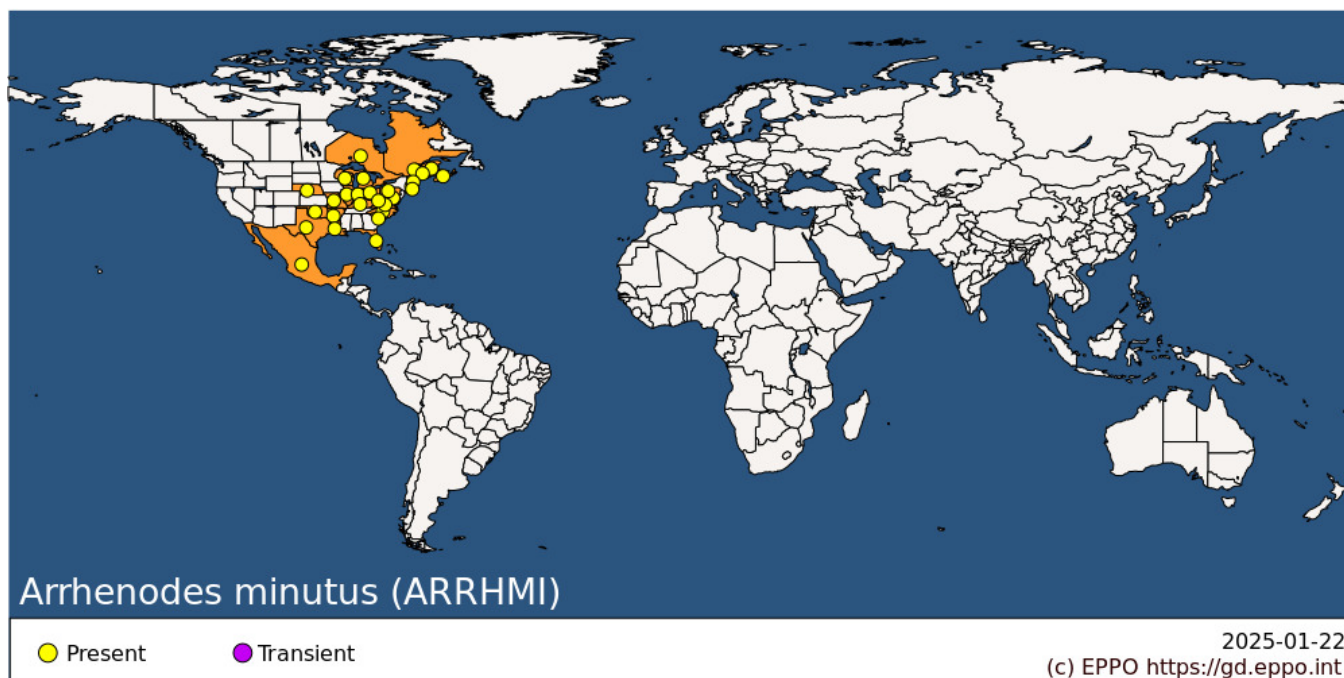 Arrhenodes minutus (ARRHMI)
Present
Transient
2025-01-22
(c) EPPO https://gd.eppo.int